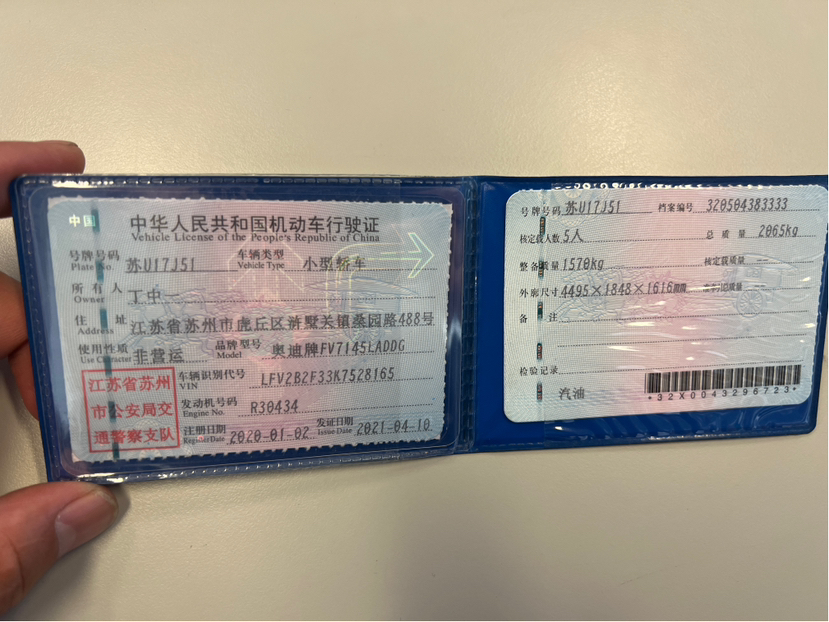 中国
中华人民共和国机动车行驶证
Vehicle License of the People's Republic of China
号牌号码 苏U17J51 车辆类型 小型轿车
Plate No. Vehicle Type
所有人 丁中
Owner
住址 江苏省苏州市虎丘区浒墅关镇桑园路488号
Address
使用性质 非营运 品牌型号 奥迪牌FV7145LADDG
Use Character Model
江苏省苏州
市公安局交
通警察支队
车辆识别代号 LFV2B2F33K7528165
VIN
发动机号码 R30434
Engine No.
注册日期 2020-01-02 发证日期 2021-04-10
Register Date Issue Date
号牌号码 苏U17J51 档案编号 320504383333
核定载人数 5人 总质量 2065kg
整备质量 1570kg 核定载质量 --
外廓尺寸 4495×1848×1616
备注
检验记录
汽油
*32X0043296723*